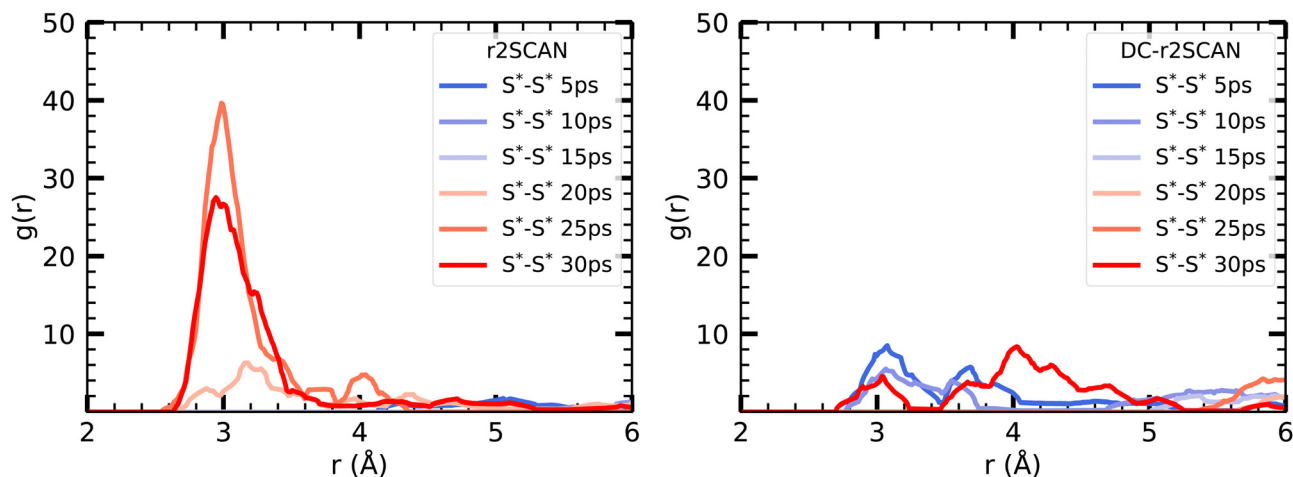 50
40
30
20
10
g(r)
2 3 4 5 6
r (Å)
r2SCAN
S*-S* 5ps
S*-S* 10ps
S*-S* 15ps
S*-S* 20ps
S*-S* 25ps
S*-S* 30ps
50
40
30
20
10
g(r)
2 3 4 5 6
r (Å)
DC-r2SCAN
S*-S* 5ps
S*-S* 10ps
S*-S* 15ps
S*-S* 20ps
S*-S* 25ps
S*-S* 30ps